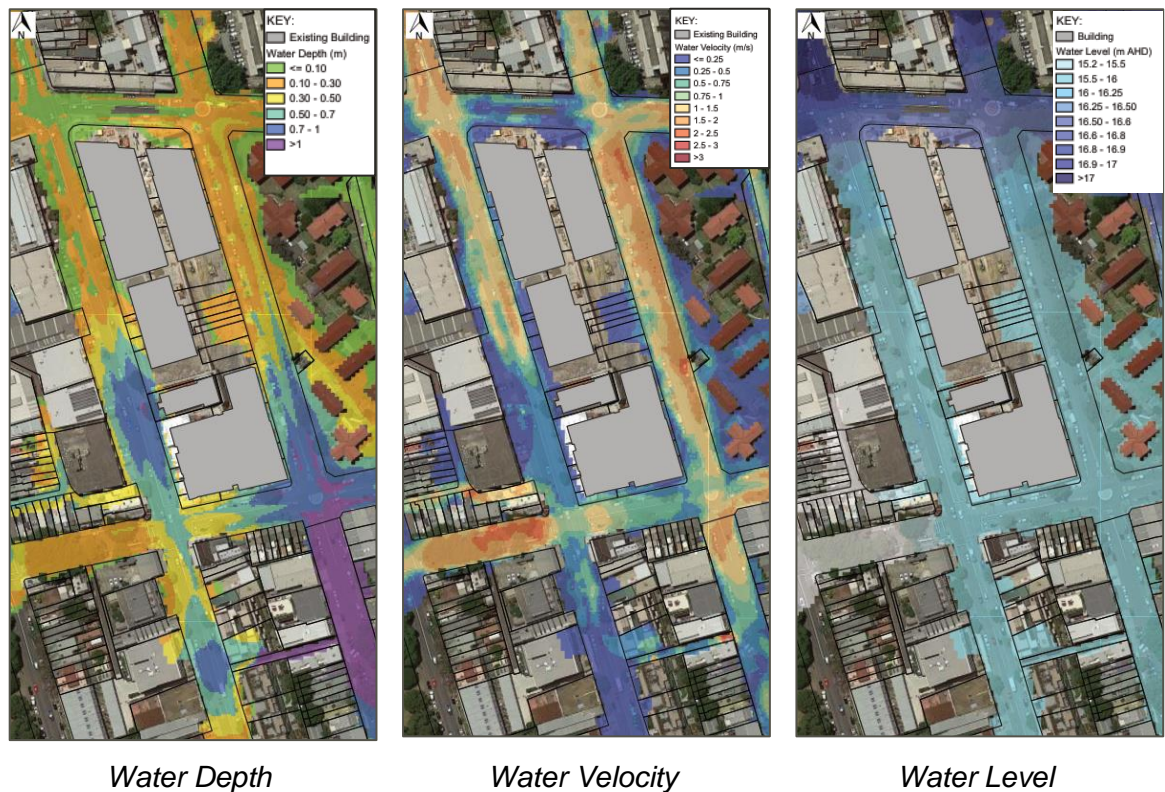 N
KEY:
Existing Building
Water Depth (m)
<= 0.10
0.10 - 0.30
0.30 - 0.50
0.50 - 0.7
0.7 - 1
>1
Water Depth
N
KEY:
Existing Building
Water Velocity (m/s)
<= 0.25
0.25 - 0.5
0.5 - 0.75
0.75 - 1
1 - 1.5
1.5 - 2
2 - 2.5
2.5 - 3
>3
Water Velocity
N
KEY:
Building
Water Level (m AHD)
15.2 - 15.5
15.5 - 16
16 - 16.25
16.25 - 16.50
16.50 - 16.6
16.6 - 16.8
16.8 - 16.9
16.9 - 17
>17
Water Level